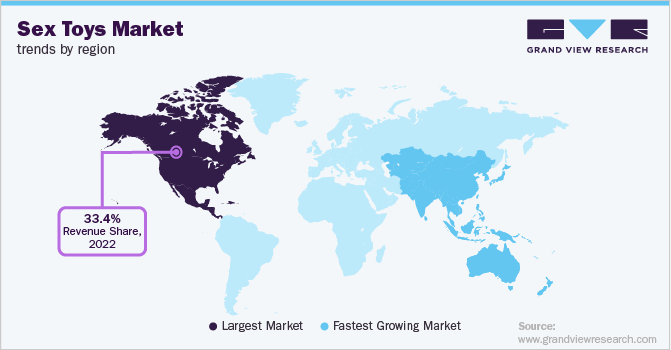 Sex Toys Market
trends by region
GRAND VIEW RESEARCH
33.4%
Revenue Share,
2022
Largest Market
Fastest Growing Market
Source:
www.grandviewresearch.com